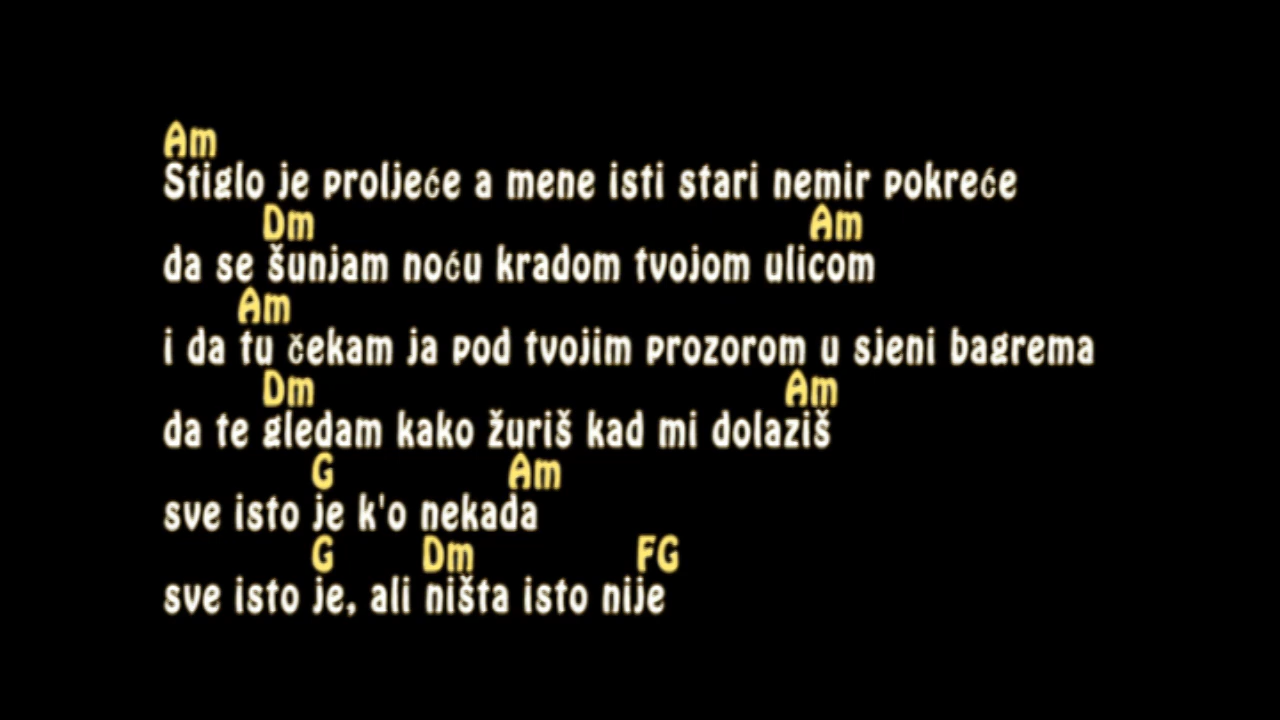 Am
Stiglo je proljeće a mene isti stari nemir pokreće
Dm Am
da se šunjam noću kradom tvojom ulicom
Am
i da tu čekam ja pod tvojim prozorom u sjeni bagrema
Dm Am
da te gledam kako žuriš kad mi dolaziš
G Am
sve isto je k'o nekada
G Dm FG
sve isto je, ali ništa isto nije